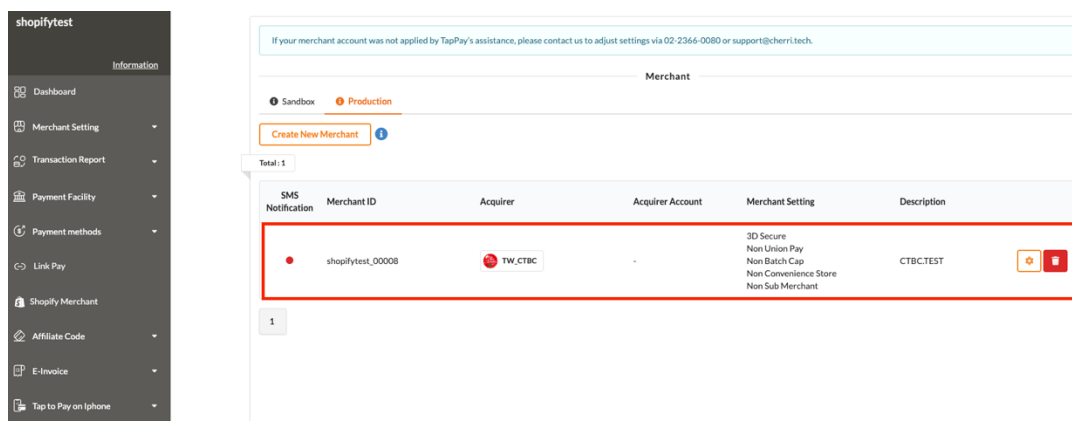 shopifytest
Information
Dashboard
Merchant Setting
Transaction Report
Payment Facility
Payment methods
Link Pay
Shopify Merchant
Affiliate Code
E-Invoice
Tap to Pay on Iphone
If your merchant account was not applied by TapPay's assistance, please contact us to adjust settings via 02-2366-0080 or support@cherri.tech.
Merchant
Sandbox Production
Create New Merchant
Total : 1
SMS Notification Merchant ID Acquirer Acquirer Account Merchant Setting Description
shopifytest_00008 TW_CTBC - 3D Secure
Non Union Pay
Non Batch Cap
Non Convenience Store
Non Sub Merchant
CTBC.TEST
1